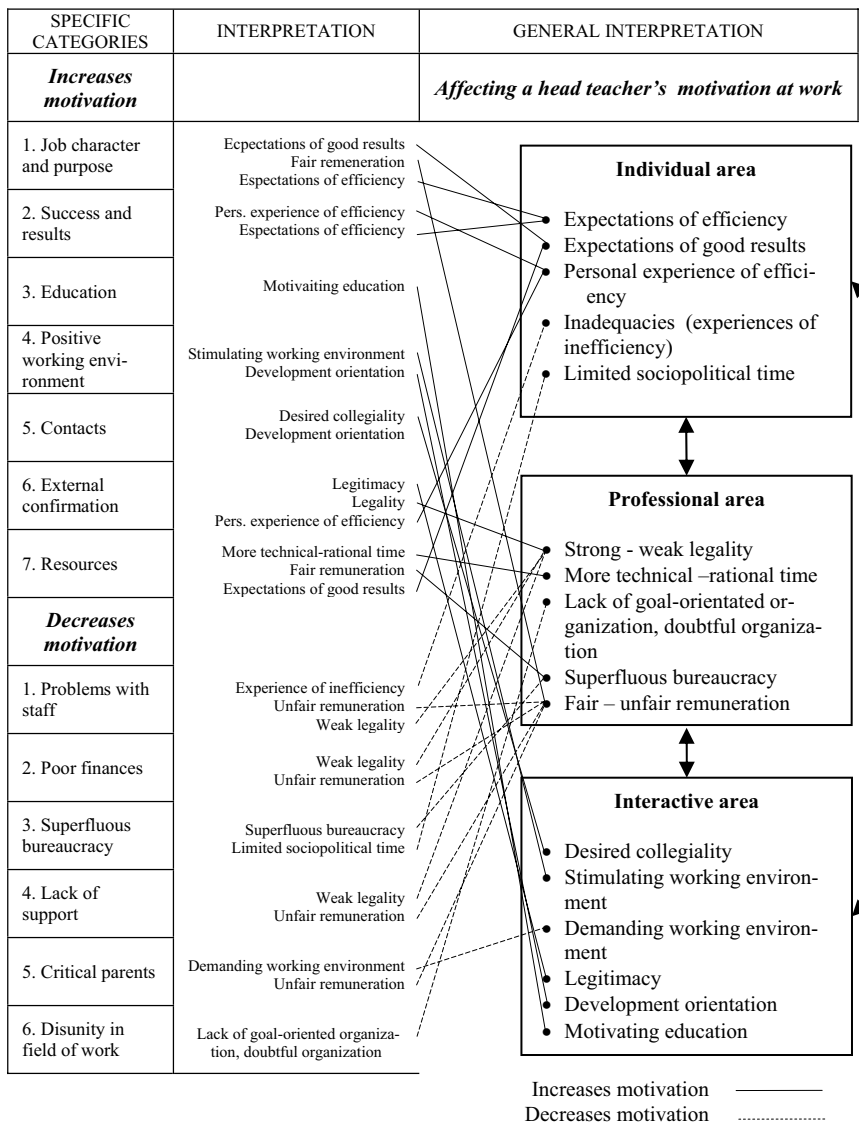 SPECIFIC
CATEGORIES
INTERPRETATION
GENERAL INTERPRETATION
Increases
motivation
Affecting a head teacher's motivation at work
1. Job character
and purpose
Ecpectations of good results
Fair remeneration
Espectations of efficiency
2. Success and
results
Pers. experience of efficiency
Espectations of efficiency
3. Education
Motivaiting education
4. Positive
working envi-
ronment
Stimulating working environment
Development orientation
5. Contacts
Desired collegiality
Development orientation
6. External
confirmation
Legitimacy
Legality
Pers. experience of efficiency
7. Resources
More technical-rational time
Fair remuneration
Expectations of good results
Decreases
motivation
1. Problems with
staff
Experience of inefficiency
Unfair remuneration
Weak legality
2. Poor finances
Weak legality
Unfair remuneration
3. Superfluous
bureaucracy
Superfluous bureaucracy
Limited sociopolitical time
4. Lack of
support
Weak legality
Unfair remuneration
5. Critical parents
Demanding working environment
Unfair remuneration
6. Disunity in
field of work
Lack of goal-oriented organiza-
tion, doubtful organization
Individual area
• Expectations of efficiency
• Expectations of good results
• Personal experience of effici-
ency
• Inadequacies (experiences of
inefficiency)
• Limited sociopolitical time
Professional area
• Strong - weak legality
• More technical –rational time
• Lack of goal-orientated or-
ganization, doubtful organiza-
tion
• Superfluous bureaucracy
• Fair – unfair remuneration
Interactive area
• Desired collegiality
• Stimulating working environ-
ment
• Demanding working environ-
ment
• Legitimacy
• Development orientation
• Motivating education
Increases motivation
Decreases motivation